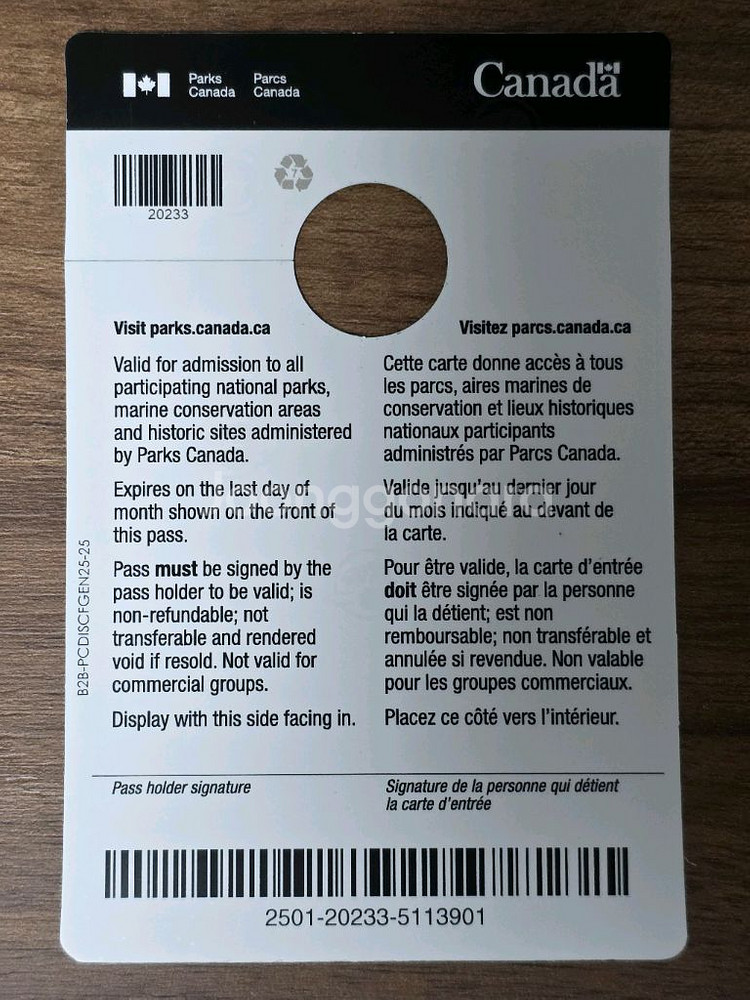 Parks Canada
Parcs Canada
Canada
20233
7
Visit parks.canada.ca
Valid for admission to all
participating national parks,
marine conservation areas
and historic sites administered
by Parks Canada.
Expires on the last day of
month shown on the front of
this pass.
Pass must be signed by the
pass holder to be valid; is
non-refundable; not
transferable and rendered
void if resold. Not valid for
commercial groups.
Display with this side facing in.
Visitez parcs.canada.ca
Cette carte donne accès à tous
les parcs, aires marines de
conservation et lieux historiques
nationaux participants
administrés par Parcs Canada.
Valide jusqu'au dernier jour
du mois indiqué au devant de
la carte.
Pour être valide, la carte d'entrée
doit être signée par la personne
qui la détient; est non
remboursable; non transférable et
annulée si revendue. Non valable
pour les groupes commerciaux.
Placez ce côté vers l'intérieur.
B2B-PCDISCFGEN25-25
Pass holder signature
Signature de la personne qui détient
la carte d'entrée
2501-20233-5113901